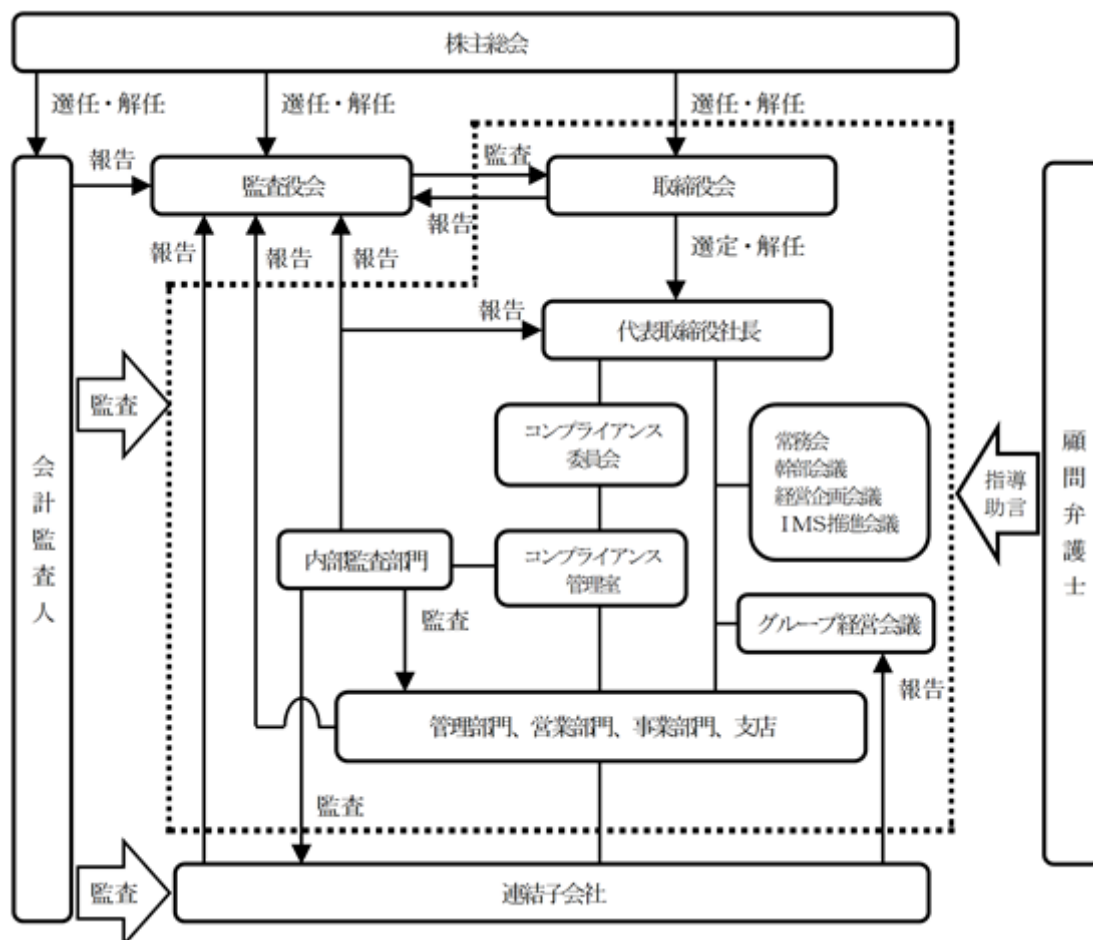 株主総会
選任・解任
選任・解任
選任・解任
報告
監査役会
監査
取締役会
報告
報告
報告
報告
選定・解任
報告
代表取締役社長
監査
コンプライアンス
委員会
常務会
幹部会議
経営企画会議
IMS推進会議
指導
助言
顧問弁護士
会計監査人
内部監査部門
コンプライアンス
管理室
監査
グループ経営会議
報告
管理部門、営業部門、事業部門、支店
監査
監査
連結子会社